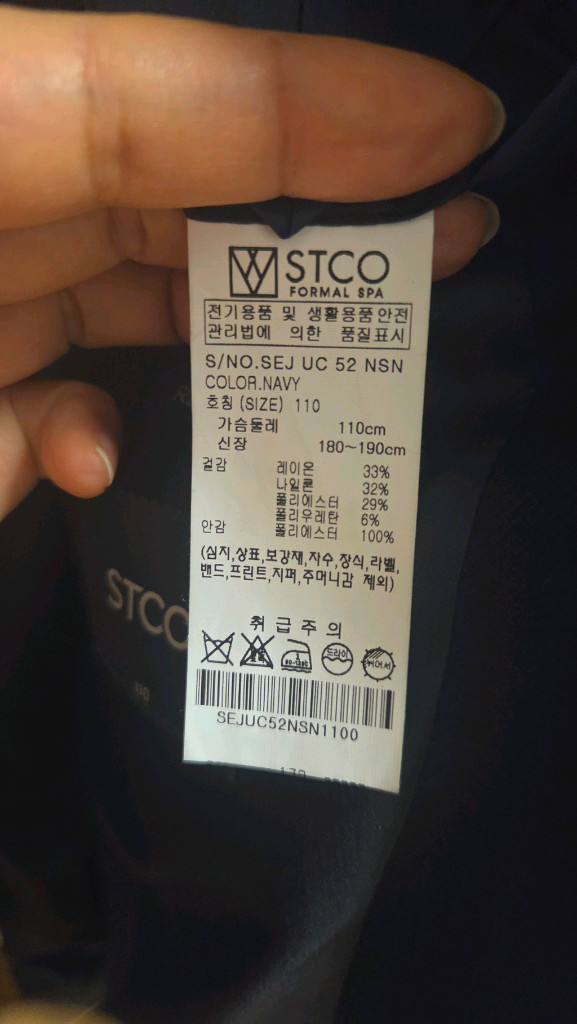 STCO
FORMAL SPA
전기용품 및 생활용품안전
관리법에 의한 품질표시
S/NO.SEJ UC 52 NSN
COLOR.NAVY
호칭 (SIZE) 110
가슴둘레 110cm
신장 180~190cm
겉감 레이온 33%
나일론 32%
폴리에스터 29%
폴리우레탄 6%
안감 폴리에스터 100%
(심지,상표,보강재,자수,장식,라벨,
밴드,프린트,지퍼,주머니감 제외)
취급주의
드라이
뉘어서
SEJUC52NSN1100
STCO
110